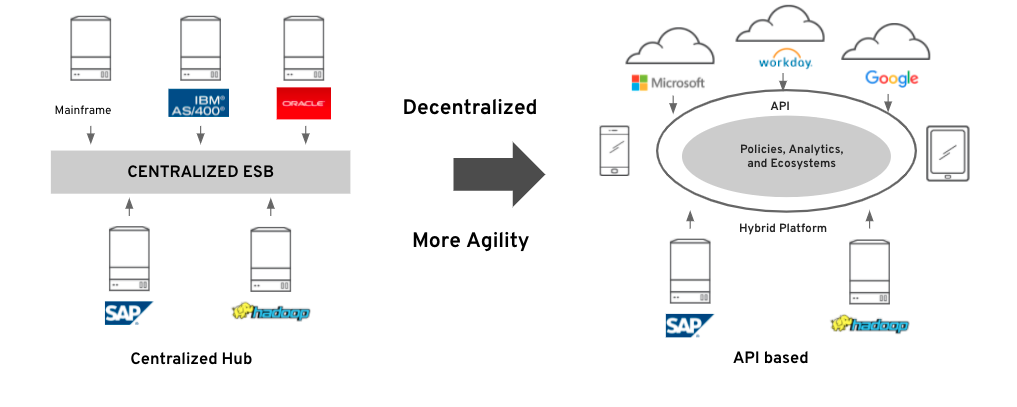 Mainframe
IBM®
AS/400®
ORACLE
CENTRALIZED ESB
SAP
hadoop
Centralized Hub
Decentralized
More Agility
Microsoft
workday.
Google
API
Policies, Analytics,
and Ecosystems
Hybrid Platform
SAP
hadoop
API based